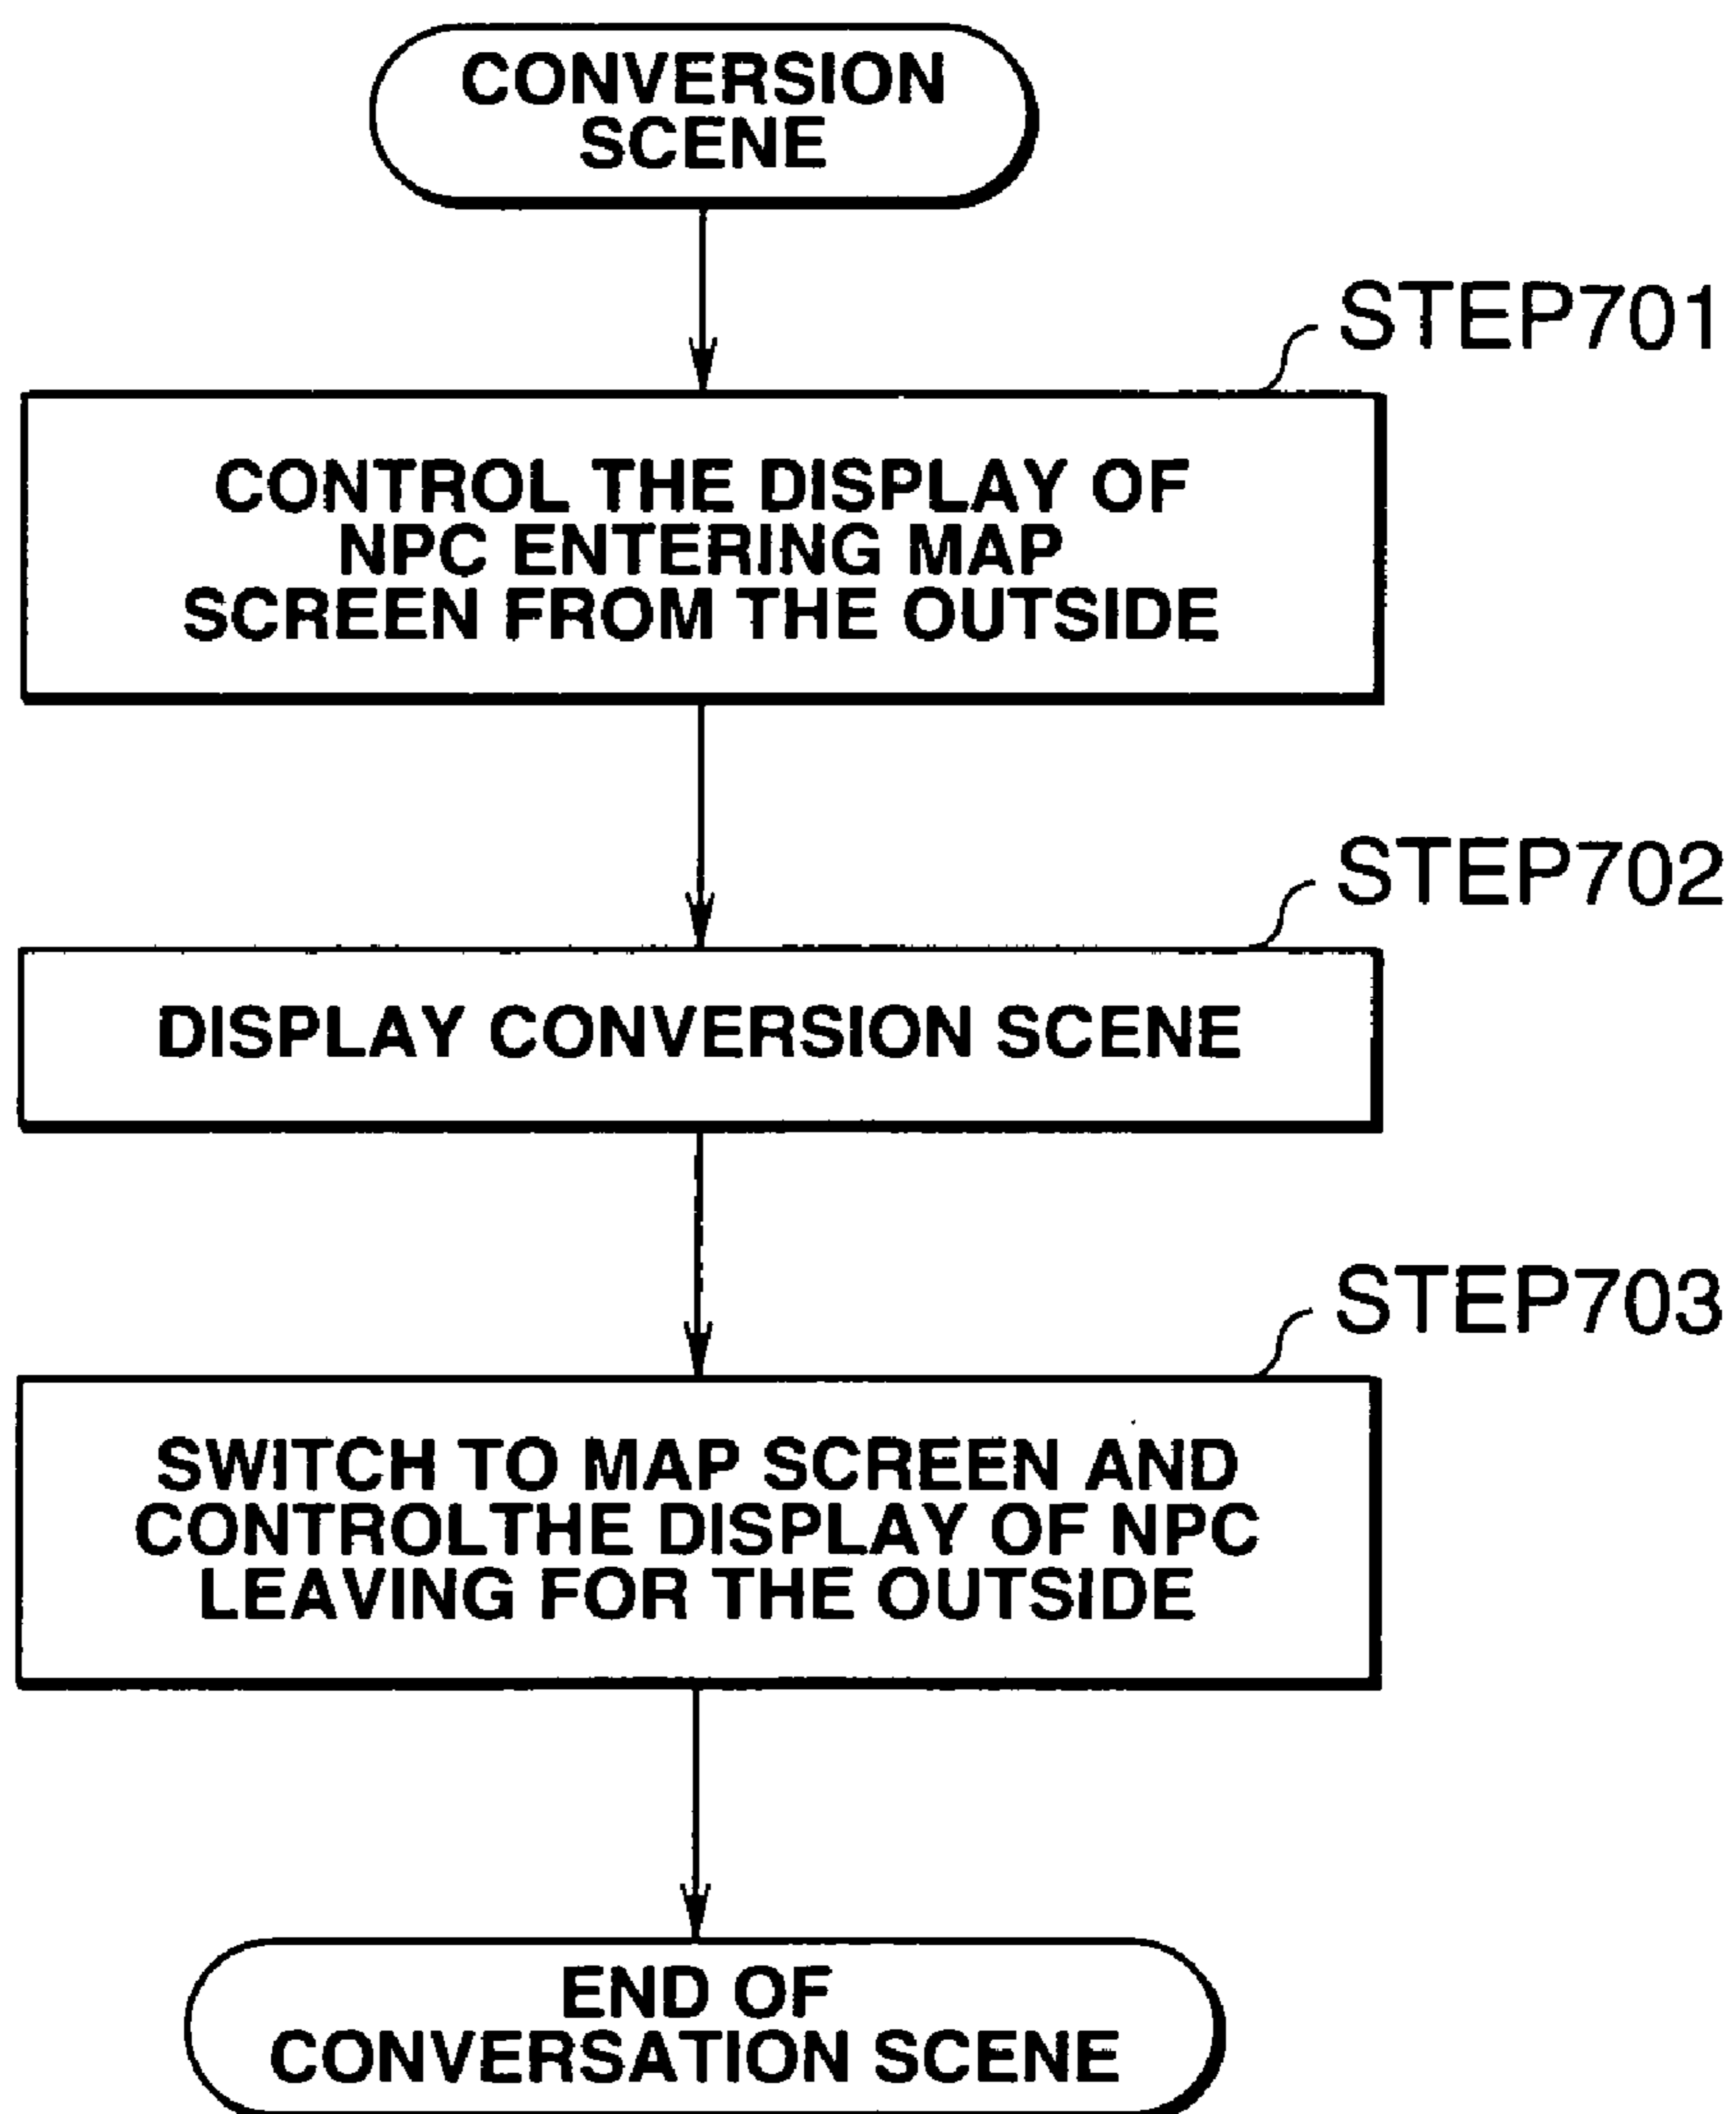 CONVERSION
SCENE
STEP701
CONTROL THE DISPLAY OF
NPC ENTERING MAP
SCREEN FROM THE OUTSIDE
STEP702
DISPLAY CONVERSION SCENE
STEP703
SWITCH TO MAP SCREEN AND
CONTROLTHE DISPLAY OF NPC
LEAVING FOR THE OUTSIDE
END OF
CONVERSATION SCENE